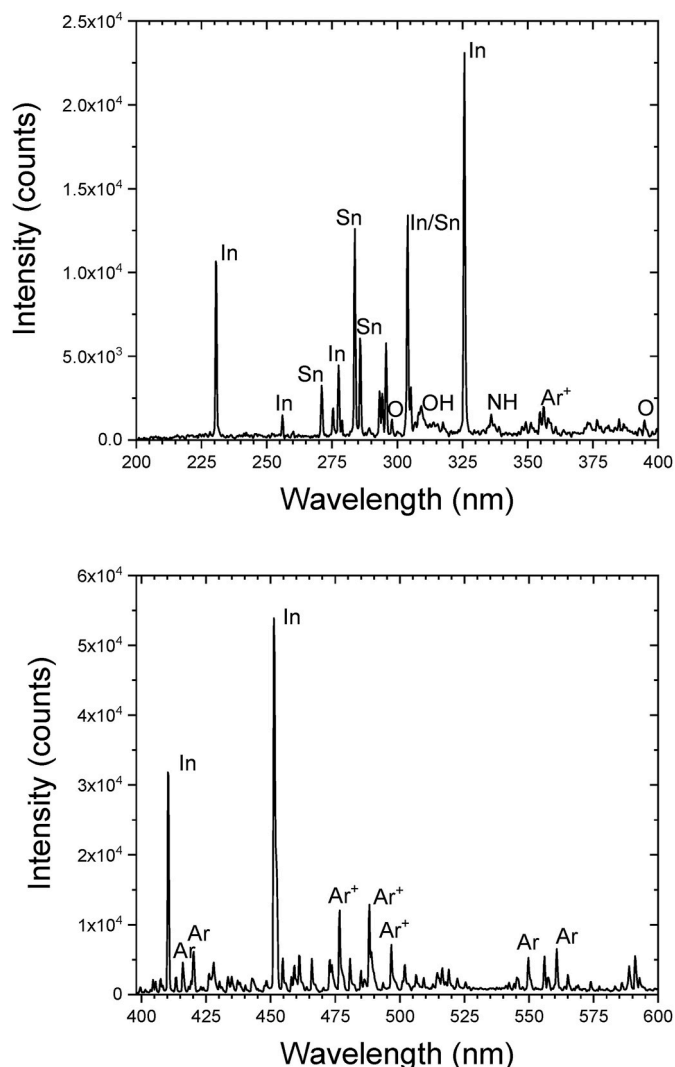 2.5x10⁴
2.0x10⁴
1.5x10⁴
1.0x10⁴
5.0x10³
0.0
Intensity (counts)
In
In
Sn
In
Sn
Sn
O
In/Sn
OH
In
NH
Ar⁺
O
200 225 250 275 300 325 350 375 400
Wavelength (nm)
6x10⁴
5x10⁴
4x10⁴
3x10⁴
2x10⁴
1x10⁴
0
Intensity (counts)
In
Ar
Ar
In
Ar⁺
Ar⁺
Ar⁺
Ar
Ar
400 425 450 475 500 525 550 575 600
Wavelength (nm)